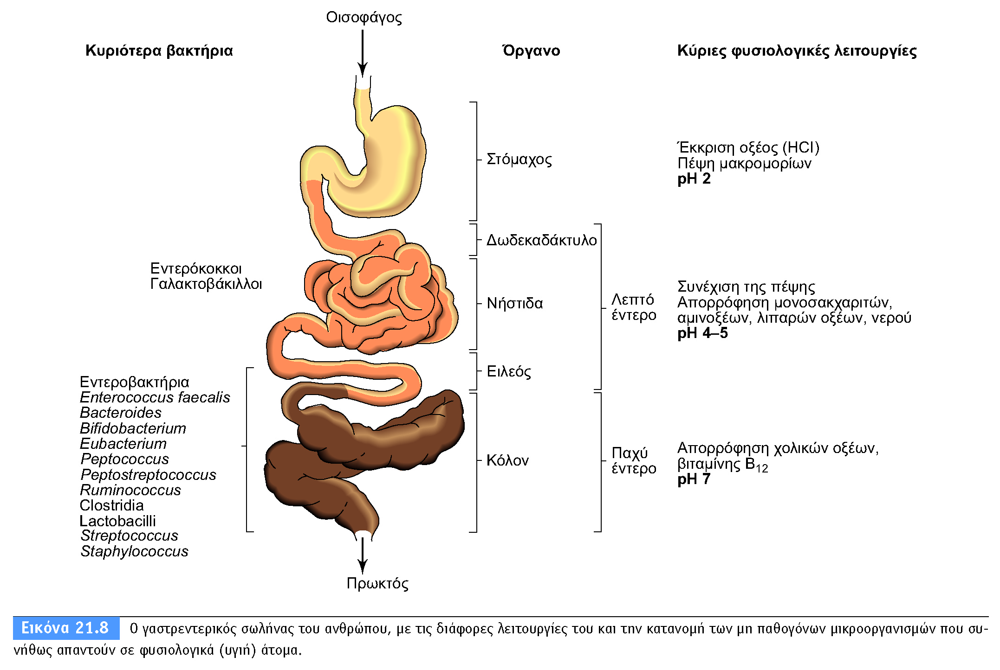 Οισοφάγος
Κυριότερα βακτήρια
Όργανο
Κύριες φυσιολογικές λειτουργίες
Στόμαχος
Έκκριση οξέος (HCl)
Πέψη μακρομορίων
pH 2
Δωδεκαδάκτυλο
Εντερόκοκκοι
Γαλακτοβάκιλλοι
Νήστιδα
Λεπτό
έντερο
Συνέχιση της πέψης
Απορρόφηση μονοσακχαριτών,
αμινοξέων, λιπαρών οξέων, νερού
pH 4–5
Ειλεός
Εντεροβακτήρια
Enterococcus faecalis
Bacteroides
Bifidobacterium
Eubacterium
Peptococcus
Peptostreptococcus
Ruminococcus
Clostridia
Lactobacilli
Streptococcus
Staphylococcus
Κόλον
Παχύ
έντερο
Απορρόφηση χολικών οξέων,
βιταμίνης B₁₂
pH 7
Πρωκτός
Εικόνα 21.8 Ο γαστρεντερικός σωλήνας του ανθρώπου, με τις διάφορες λειτουργίες του και την κατανομή των μη παθογόνων μικροοργανισμών που συ-
νήθως απαντούν σε φυσιολογικά (υγιή) άτομα.